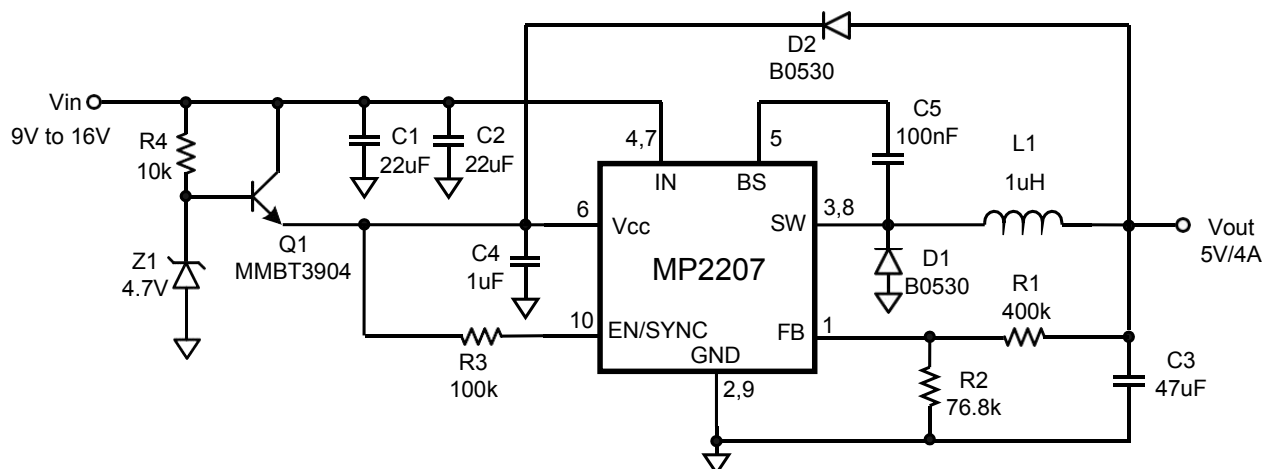 D2
B0530
Vin
9V to 16V
R4
10k
C1
22uF
C2
22uF
4,7
5
C5
100nF
L1
1uH
IN
BS
6
Vcc
SW
3,8
Vout
5V/4A
Q1
MMBT3904
Z1
4.7V
C4
1uF
MP2207
D1
B0530
R1
400k
10
EN/SYNC
FB
1
R3
100k
GND
2,9
R2
76.8k
C3
47uF